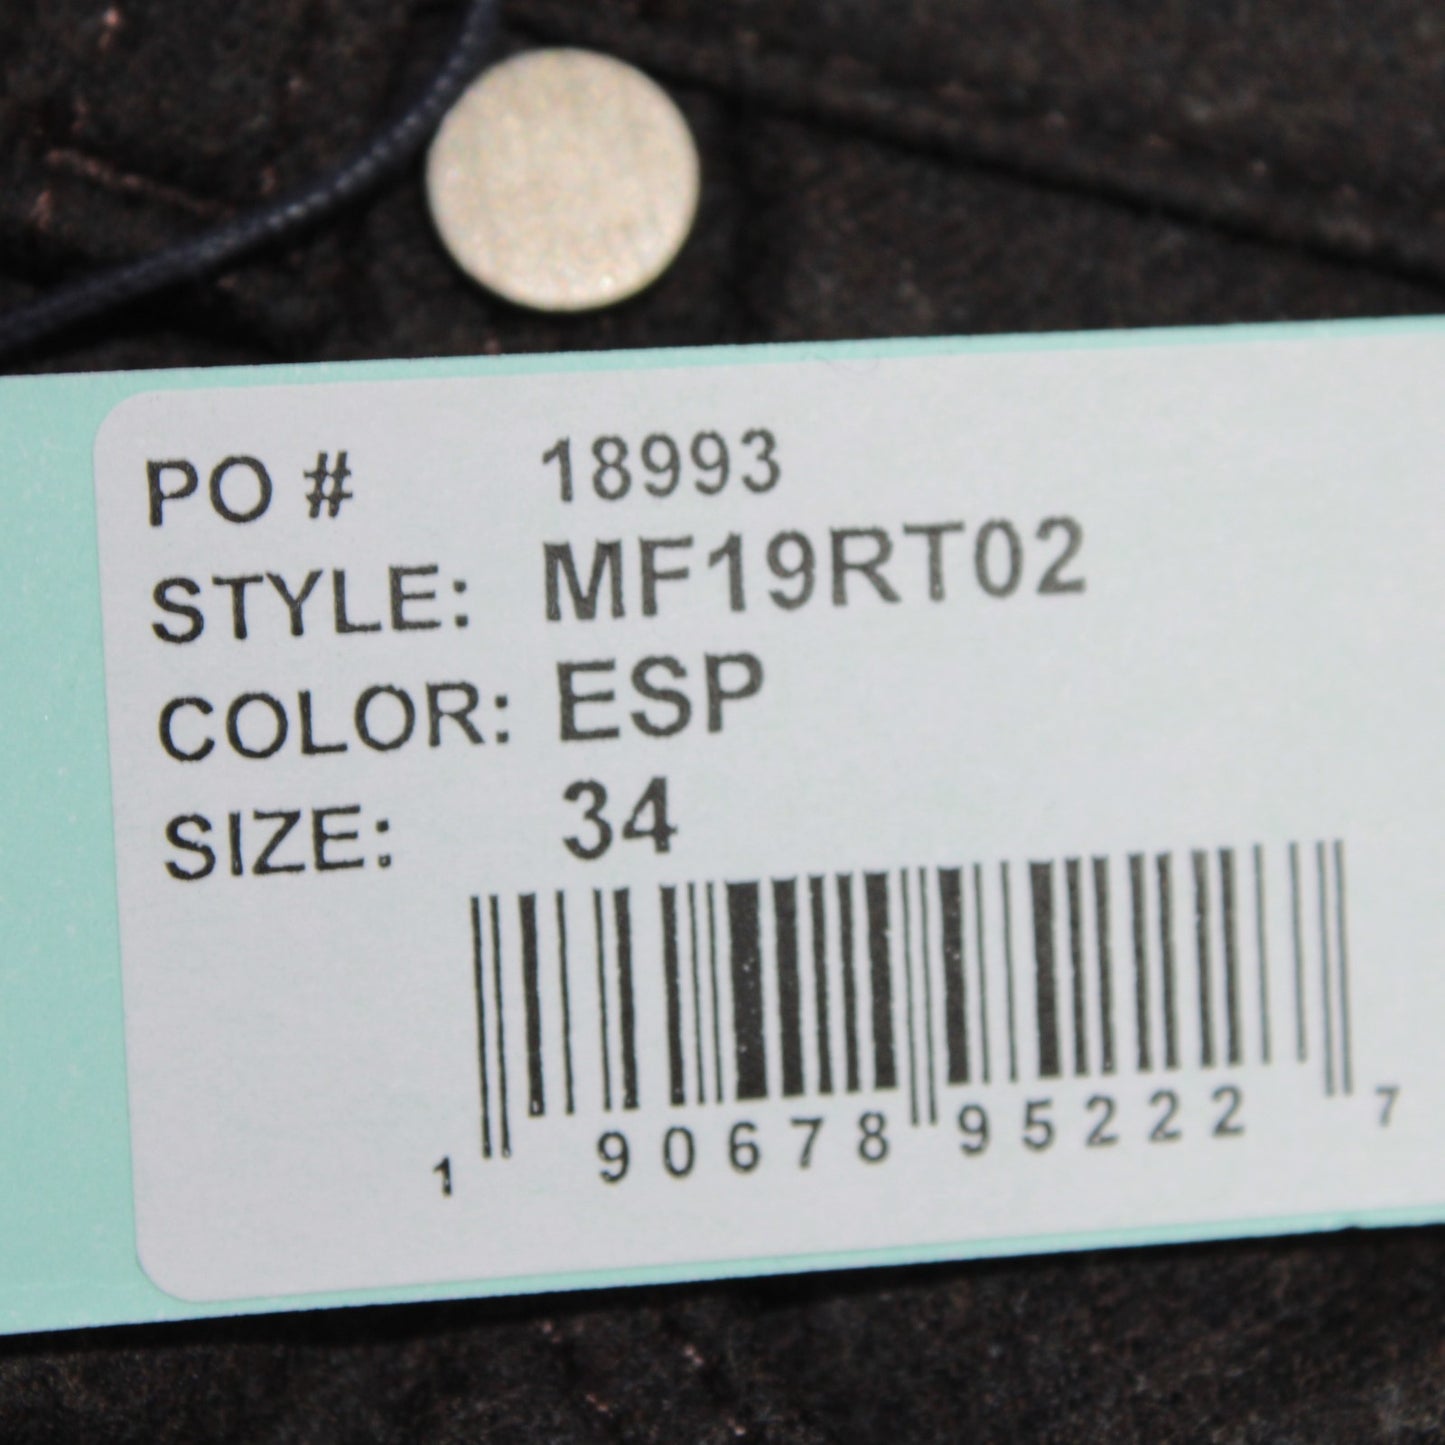 PO # 18993
STYLE: MF19RT02
COLOR: ESP
SIZE: 34
1 90678 95222 7